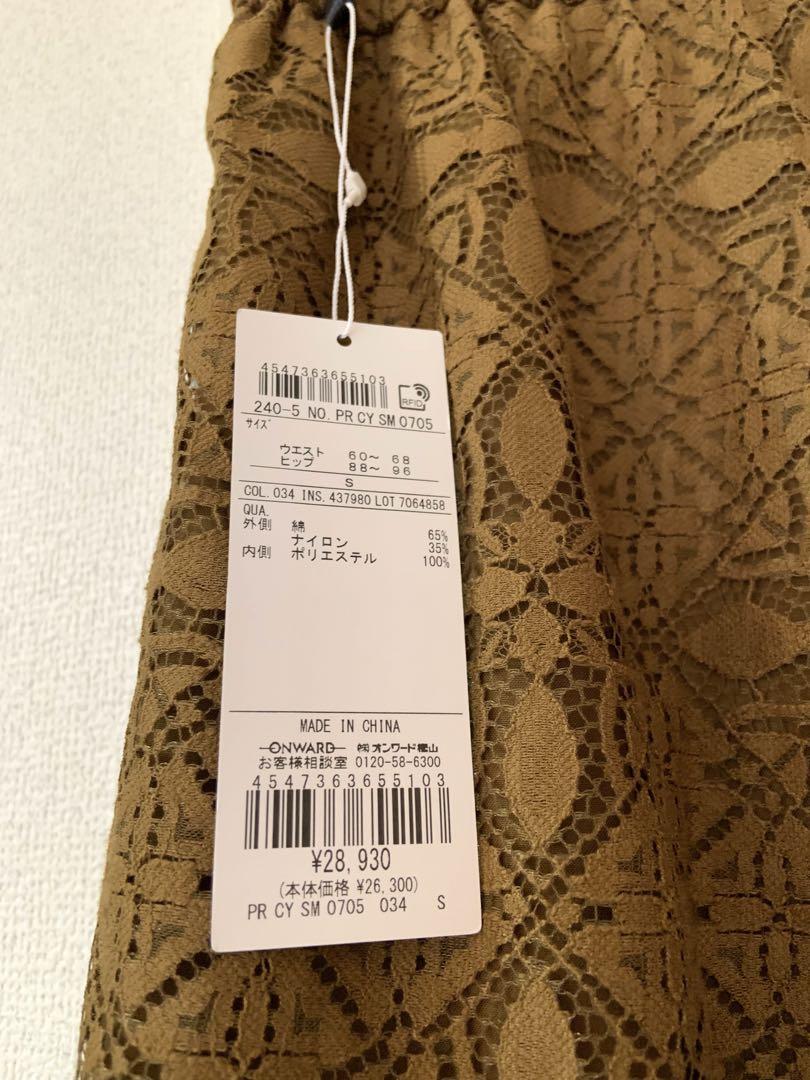 4547363655103
RFID
240-5 NO. PR CY SM 0705
サイズ
ウエスト 60～ 68
ヒップ 88～ 96
S
COL. 034 INS. 437980 LOT 7064858
QUA.
外側 綿 65%
ナイロン 35%
内側 ポリエステル 100%
MADE IN CHINA
ONWARD ㈱オンワード樫山
お客様相談室 0120-58-6300
4547363655103
¥28,930
(本体価格 ¥26,300)
PR CY SM 0705 034 S